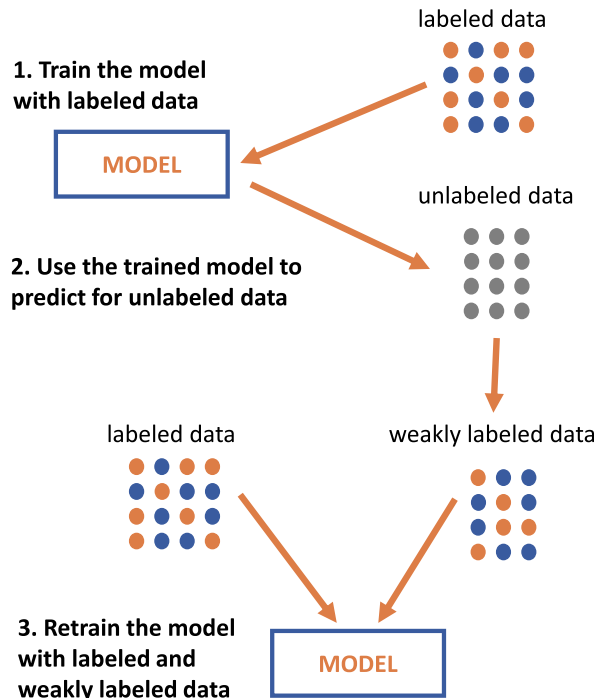 labeled data
1. Train the model
with labeled data
MODEL
unlabeled data
2. Use the trained model to
predict for unlabeled data
labeled data
weakly labeled data
3. Retrain the model
with labeled and
weakly labeled data
MODEL